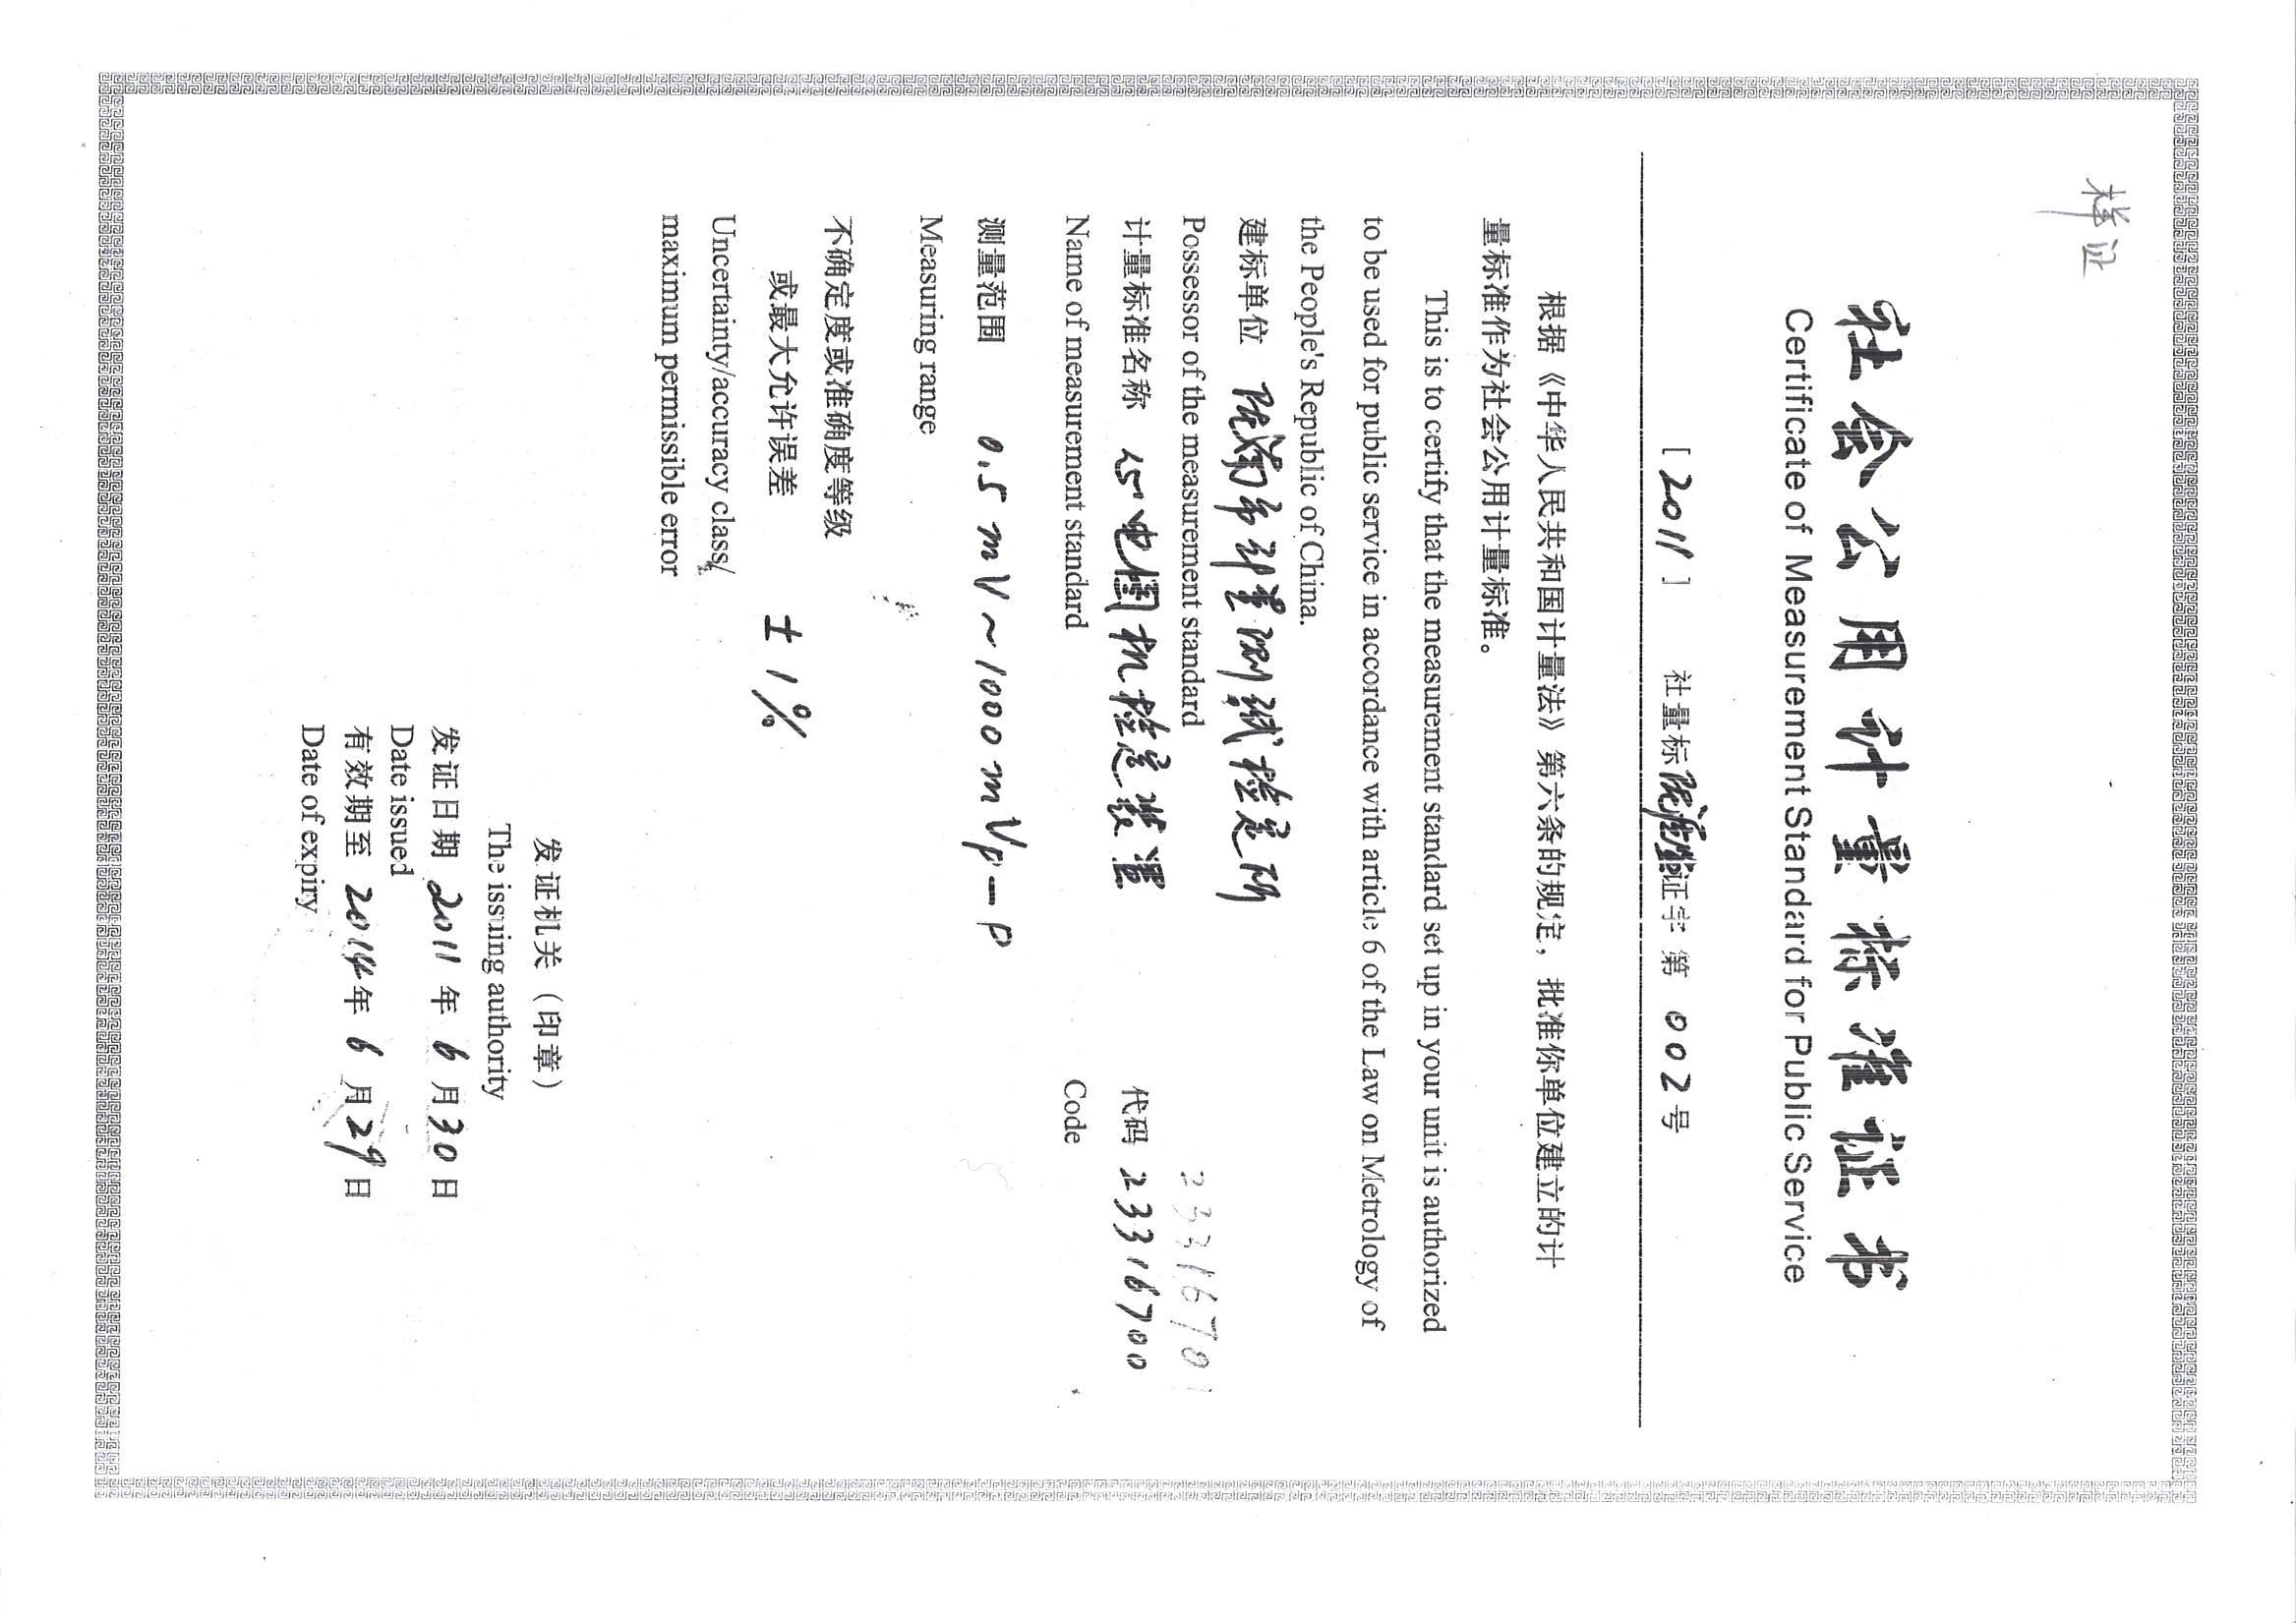 样证
社会公用计量标准证书
Certificate of Measurement Standard for Public Service
[2011] 社量标陇 证字第 002 号
根据《中华人民共和国计量法》第六条的规定，批准你单位建立的计
量标准作为社会公用计量标准。
This is to certify that the measurement standard set up in your unit is authorized
to be used for public service in accordance with article 6 of the Law on Metrology of
the People's Republic of China.
建标单位 陇南市计量测试检定所
Possessor of the measurement standard
2331670
计量标准名称 心电图机检定装置 代码 23316700
Name of measurement standard Code
测量范围 0.5 mV~1000 mVp-p
Measuring range
不确定度或准确度等级
或最大允许误差 ±1%
Uncertainty/accuracy class/
maximum permissible error
发证机关（印章）
The issuing authority
发证日期 2011 年 6 月 30 日
Date issued
有效期至 2014 年 6 月 29 日
Date of expiry